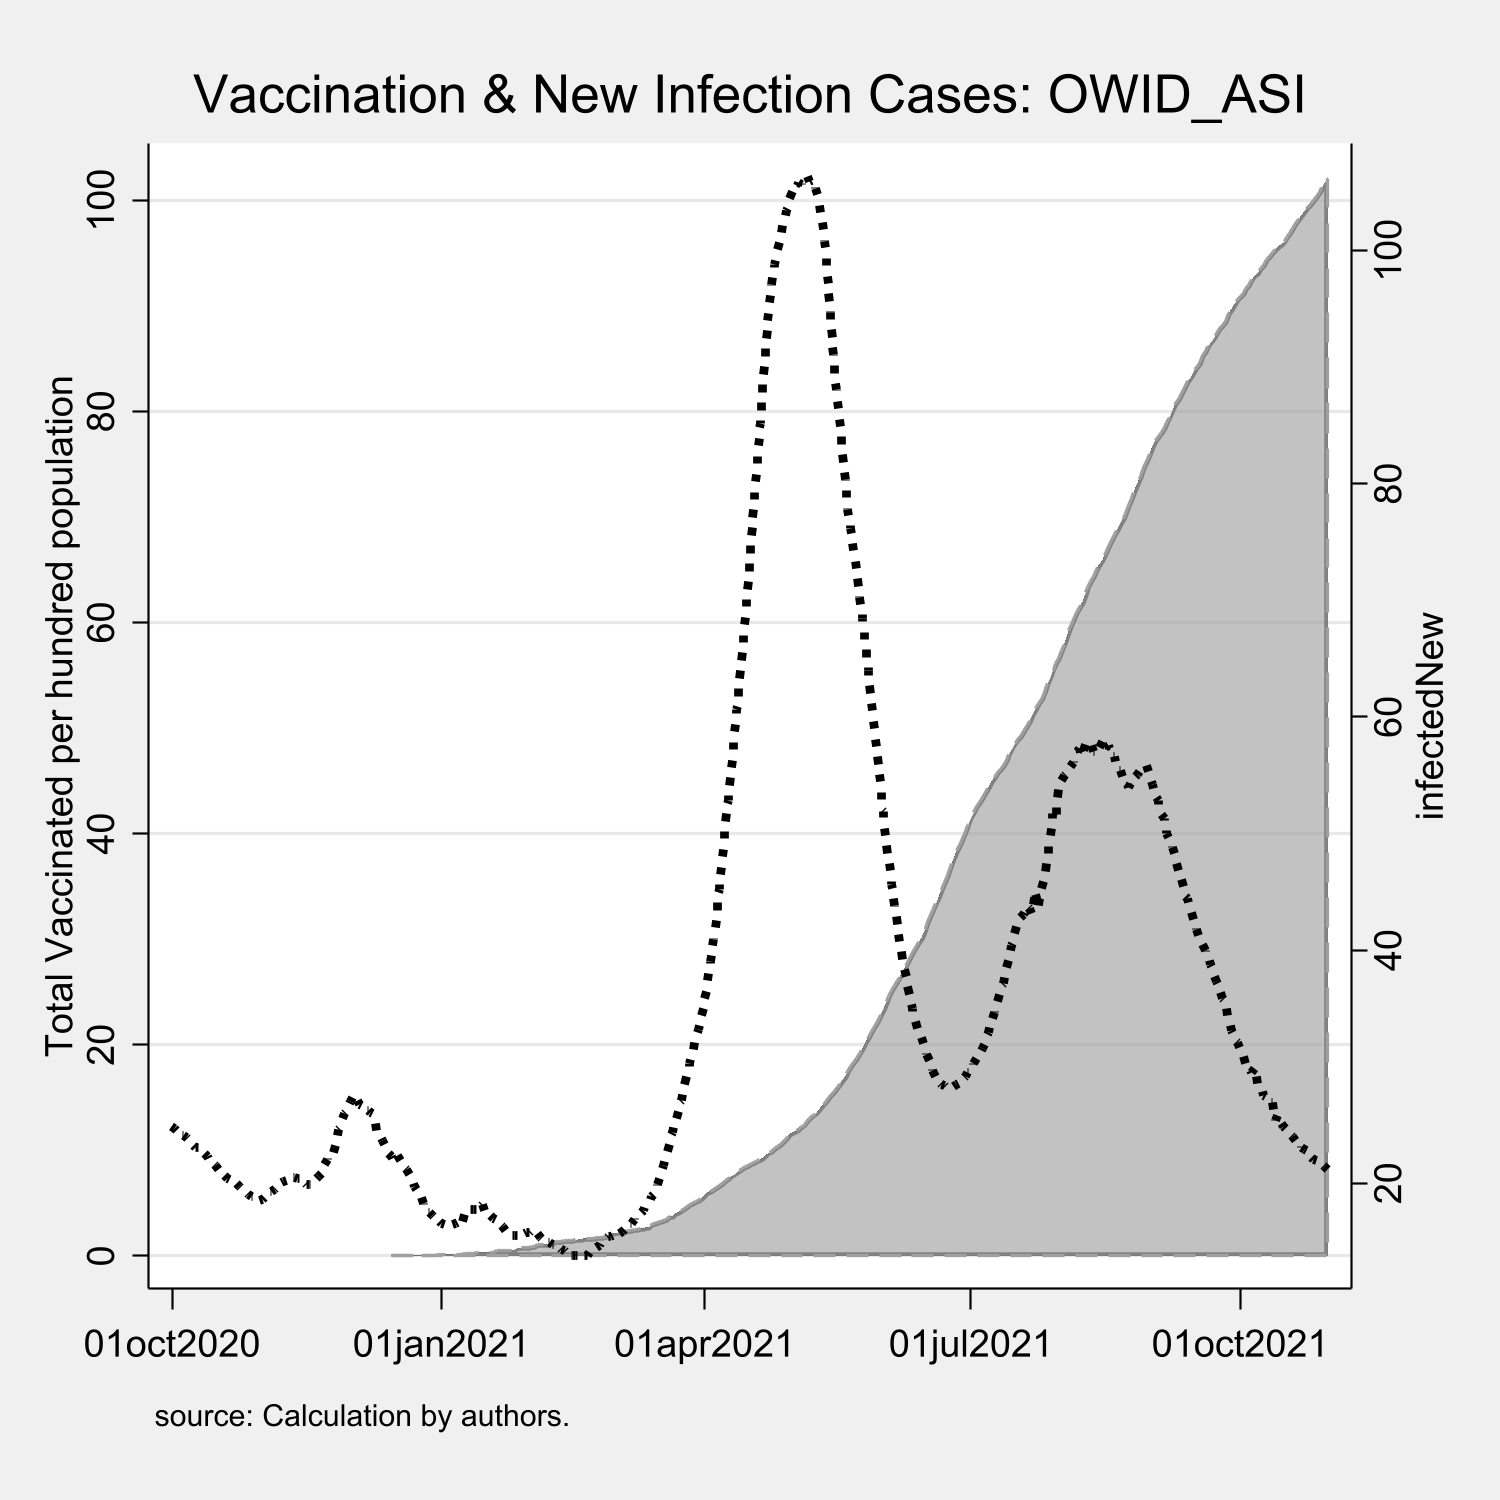 Vaccination & New Infection Cases: OWID_ASI
Total Vaccinated per hundred population
100
80
60
40
20
0
100
80
60
40
20
infectedNew
01oct2020 01jan2021 01apr2021 01jul2021 01oct2021
source: Calculation by authors.